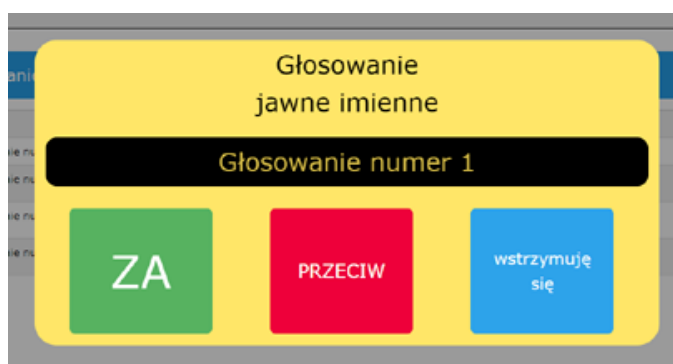 Głosowanie
jawne imienne
Głosowanie numer 1
ZA
PRZECIW
wstrzymuję
się